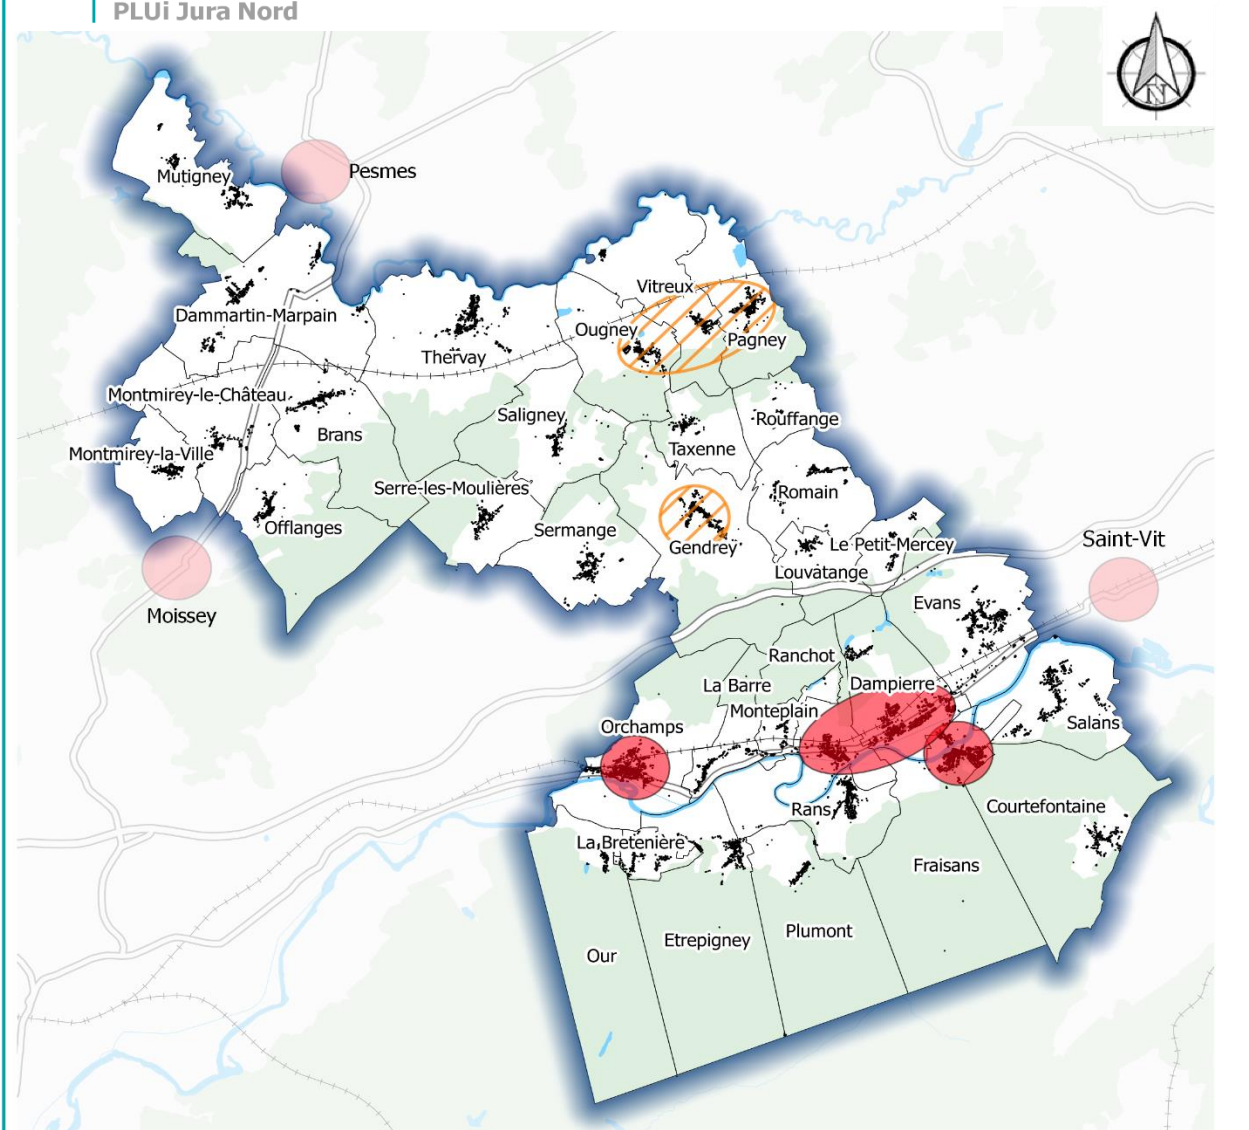 PLUi Jura Nord
N
Pesmes
Mutigney
Vitreux
Dammartin-Marpain
Ougney
Pagney
Thervay
Montmirey-le-Château
Saligney
Rouffange
Brans
Taxenne
Montmirey-la-Ville
Serre-les-Moulières
Romain
Offlanges
Sermange
Gendrey
Le Petit-Mercey
Saint-Vit
Louvatange
Moissey
Evans
Ranchot
La Barre
Dampierre
Monteplain
Orchamps
Salans
Rans
Courtefontaine
La Bretenière
Fraisans
Plumont
Etrepigney
Our